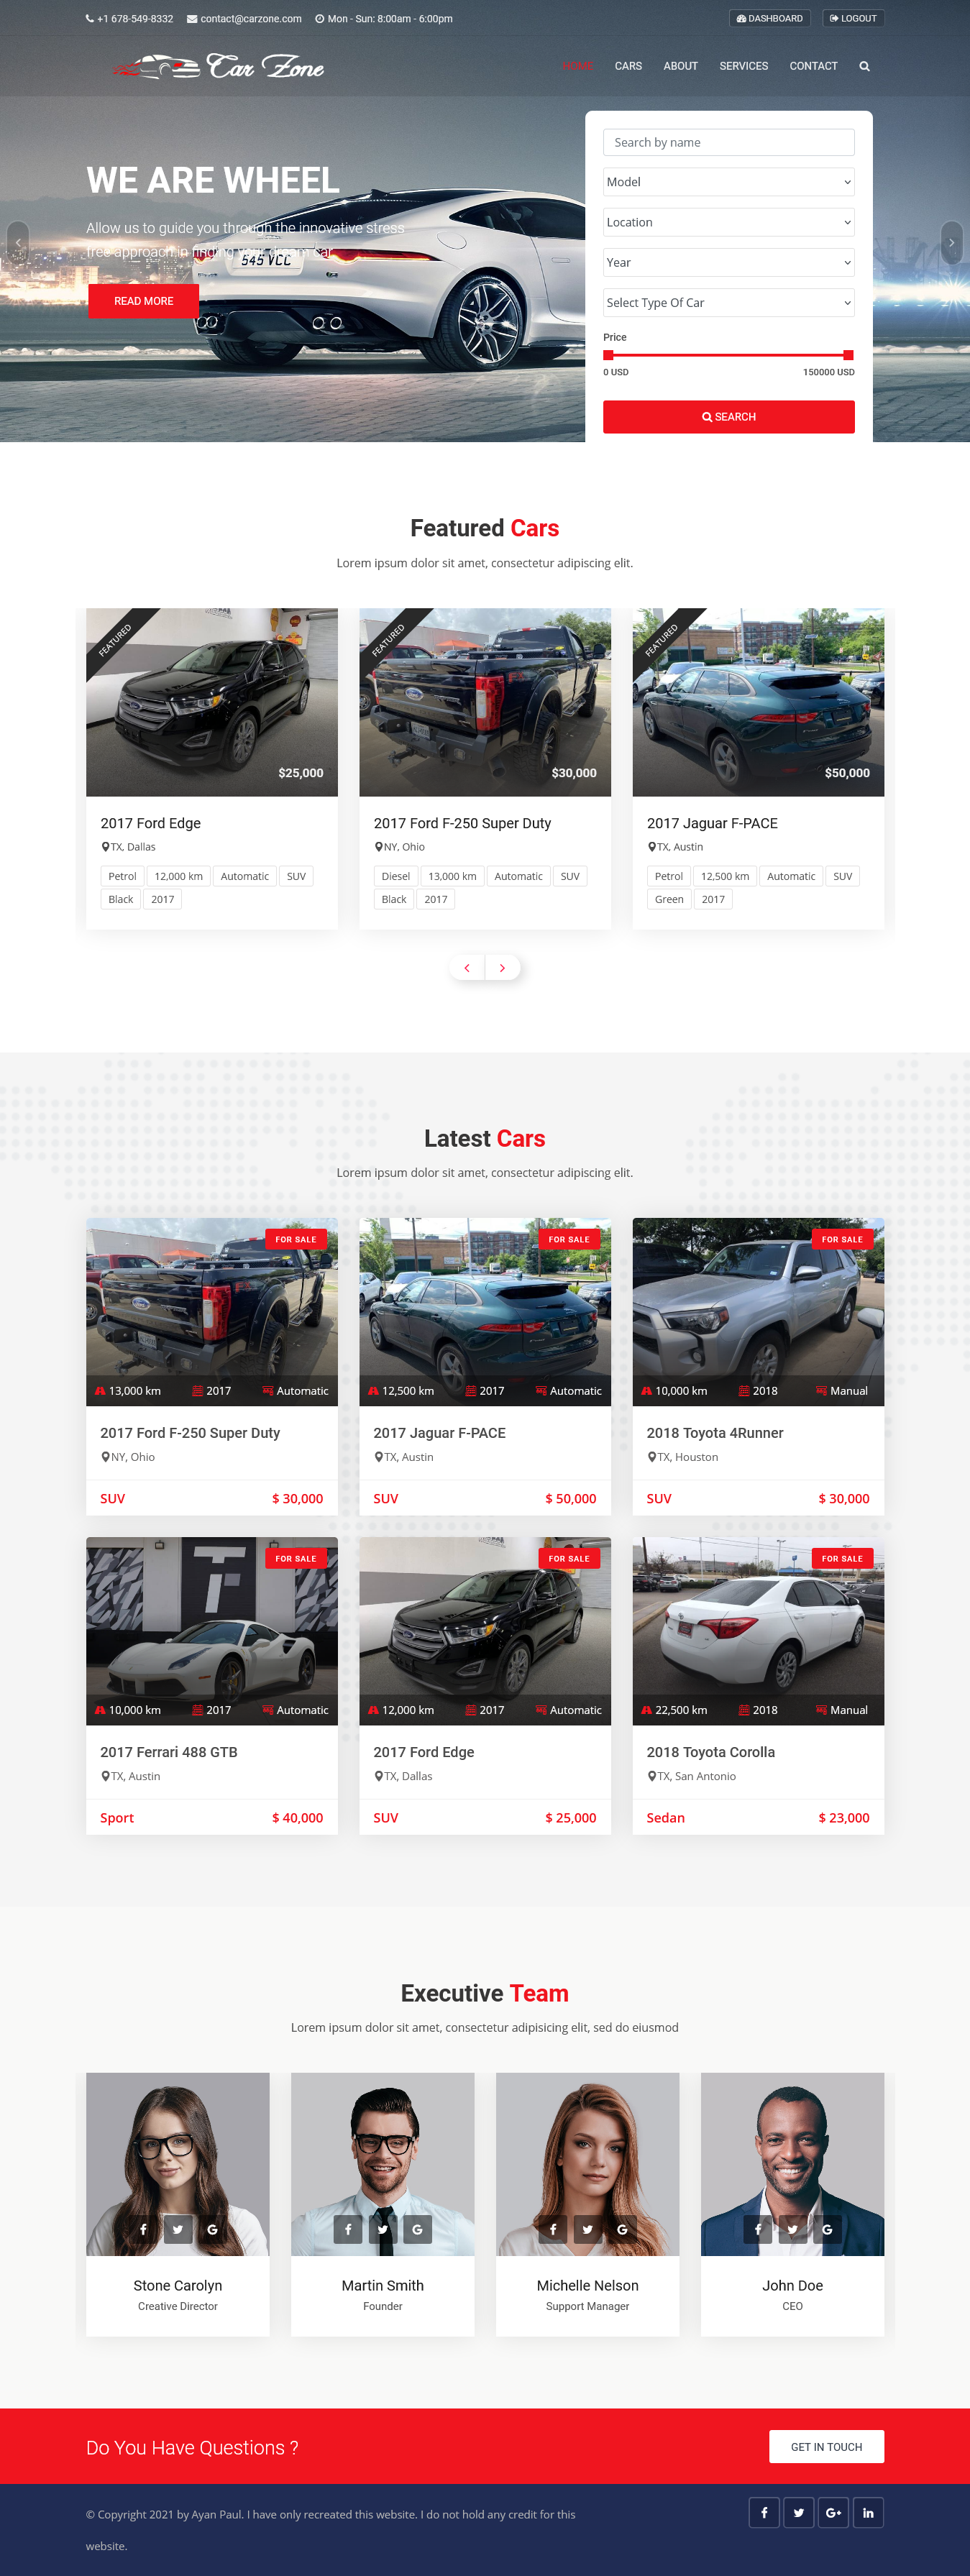 +1 678-549-8332 contact@carzone.com Mon - Sun: 8:00am - 6:00pm DASHBOARD LOGOUT
Car Zone HOME CARS ABOUT SERVICES CONTACT
WE ARE WHEEL
Allow us to guide you through the innovative stress
free approach in finding your dream car.
545 VCC
READ MORE
Search by name
Model
Location
Year
Select Type Of Car
Price
0 USD 150000 USD
SEARCH
Featured Cars
Lorem ipsum dolor sit amet, consectetur adipiscing elit.
FEATURED FEATURED FEATURED
$25,000 $30,000 $50,000
2017 Ford Edge 2017 Ford F-250 Super Duty 2017 Jaguar F-PACE
TX, Dallas NY, Ohio TX, Austin
Petrol 12,000 km Automatic SUV Diesel 13,000 km Automatic SUV Petrol 12,500 km Automatic SUV
Black 2017 Black 2017 Green 2017
Latest Cars
Lorem ipsum dolor sit amet, consectetur adipiscing elit.
FOR SALE FOR SALE FOR SALE
13,000 km 2017 Automatic 12,500 km 2017 Automatic 10,000 km 2018 Manual
2017 Ford F-250 Super Duty 2017 Jaguar F-PACE 2018 Toyota 4Runner
NY, Ohio TX, Austin TX, Houston
SUV $ 30,000 SUV $ 50,000 SUV $ 30,000
FOR SALE FOR SALE FOR SALE
10,000 km 2017 Automatic 12,000 km 2017 Automatic 22,500 km 2018 Manual
2017 Ferrari 488 GTB 2017 Ford Edge 2018 Toyota Corolla
TX, Austin TX, Dallas TX, San Antonio
Sport $ 40,000 SUV $ 25,000 Sedan $ 23,000
Executive Team
Lorem ipsum dolor sit amet, consectetur adipisicing elit, sed do eiusmod
Stone Carolyn Martin Smith Michelle Nelson John Doe
Creative Director Founder Support Manager CEO
Do You Have Questions ? GET IN TOUCH
© Copyright 2021 by Ayan Paul. I have only recreated this website. I do not hold any credit for this
website.